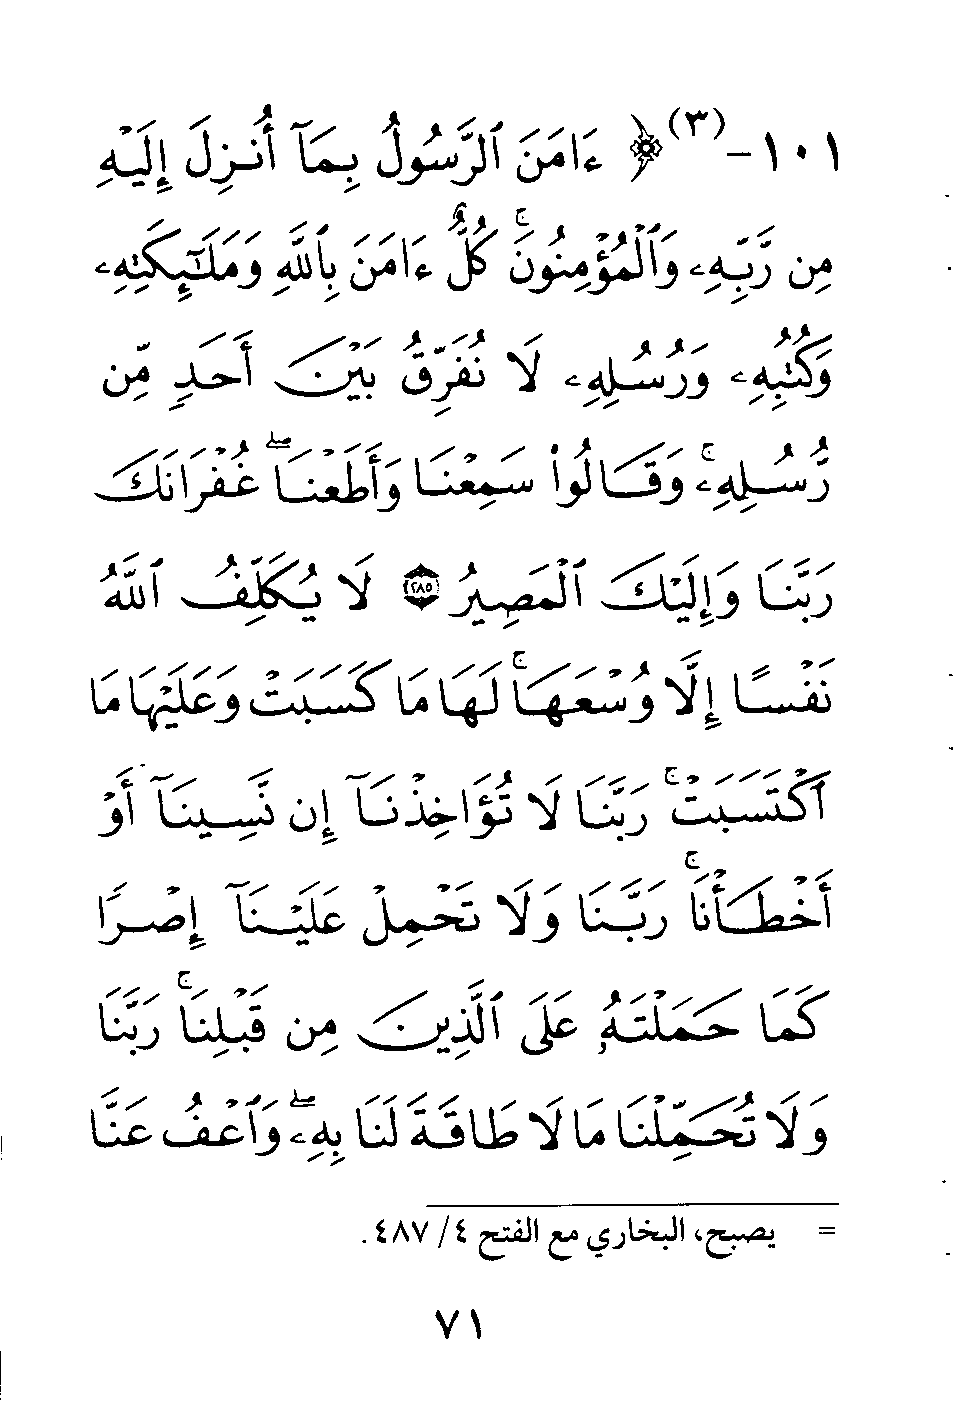 ١٠١-(٣) ﴿ ءَامَنَ ٱلرَّسُولُ بِمَآ أُنزِلَ إِلَيْهِ
مِن رَّبِّهِۦ وَٱلْمُؤْمِنُونَ ۚ كُلٌّ ءَامَنَ بِٱللَّهِ وَمَلَـٰٓئِكَتِهِۦ
وَكُتُبِهِۦ وَرُسُلِهِۦ لَا نُفَرِّقُ بَيْنَ أَحَدٍ مِّن
رُّسُلِهِۦ ۚ وَقَالُوا۟ سَمِعْنَا وَأَطَعْنَا ۖ غُفْرَانَكَ
رَبَّنَا وَإِلَيْكَ ٱلْمَصِيرُ ٢٨٥ لَا يُكَلِّفُ ٱللَّهُ
نَفْسًا إِلَّا وُسْعَهَا ۚ لَهَا مَا كَسَبَتْ وَعَلَيْهَا مَا
ٱكْتَسَبَتْ ۚ رَبَّنَا لَا تُؤَاخِذْنَآ إِن نَّسِينَآ أَوْ
أَخْطَأْنَا ۚ رَبَّنَا وَلَا تَحْمِلْ عَلَيْنَآ إِصْرًا
كَمَا حَمَلْتَهُۥ عَلَى ٱلَّذِينَ مِن قَبْلِنَا ۚ رَبَّنَا
وَلَا تُحَمِّلْنَا مَا لَا طَاقَةَ لَنَا بِهِۦ ۖ وَٱعْفُ عَنَّا
= يصبح، البخاري مع الفتح ٤/ ٤٨٧.
٧١